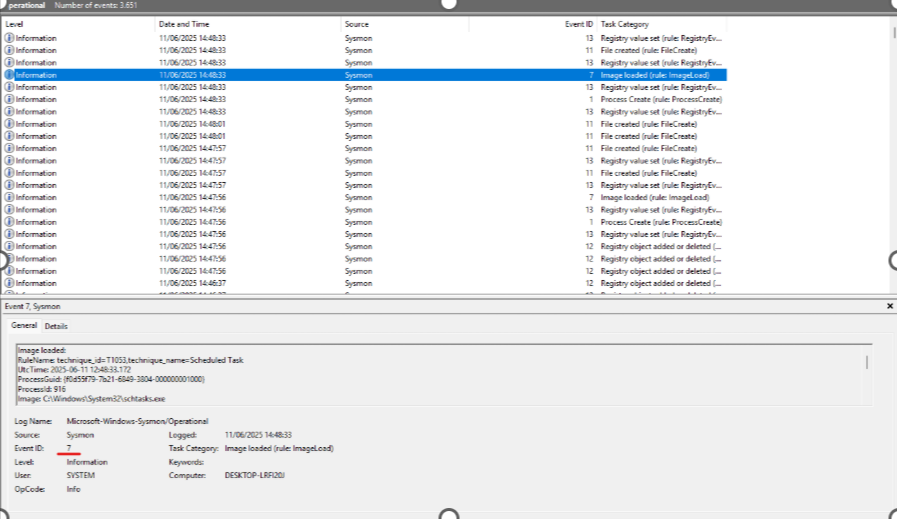 perational Number of events: 3.651
Level Date and Time Source Event ID Task Category
Information 11/06/2025 14:48:33 Sysmon 13 Registry value set (rule: RegistryEv...
Information 11/06/2025 14:48:33 Sysmon 11 File created (rule: FileCreate)
Information 11/06/2025 14:48:33 Sysmon 13 Registry value set (rule: RegistryEv...
Information 11/06/2025 14:48:33 Sysmon 7 Image loaded (rule: ImageLoad)
Information 11/06/2025 14:48:33 Sysmon 13 Registry value set (rule: RegistryEv...
Information 11/06/2025 14:48:33 Sysmon 1 Process Create (rule: ProcessCreate)
Information 11/06/2025 14:48:33 Sysmon 13 Registry value set (rule: RegistryEv...
Information 11/06/2025 14:48:01 Sysmon 11 File created (rule: FileCreate)
Information 11/06/2025 14:48:01 Sysmon 11 File created (rule: FileCreate)
Information 11/06/2025 14:47:57 Sysmon 11 File created (rule: FileCreate)
Information 11/06/2025 14:47:57 Sysmon 13 Registry value set (rule: RegistryEv...
Information 11/06/2025 14:47:57 Sysmon 11 File created (rule: FileCreate)
Information 11/06/2025 14:47:57 Sysmon 13 Registry value set (rule: RegistryEv...
Information 11/06/2025 14:47:56 Sysmon 7 Image loaded (rule: ImageLoad)
Information 11/06/2025 14:47:56 Sysmon 13 Registry value set (rule: RegistryEv...
Information 11/06/2025 14:47:56 Sysmon 1 Process Create (rule: ProcessCreate)
Information 11/06/2025 14:47:56 Sysmon 13 Registry value set (rule: RegistryEv...
Information 11/06/2025 14:47:56 Sysmon 12 Registry object added or deleted (...
Information 11/06/2025 14:47:56 Sysmon 12 Registry object added or deleted (...
Information 11/06/2025 14:47:56 Sysmon 12 Registry object added or deleted (...
Information 11/06/2025 14:46:37 Sysmon 12 Registry object added or deleted (...
Event 7, Sysmon
General Details
Image loaded:
RuleName: technique_id=T1053,technique_name=Scheduled Task
UtcTime: 2025-06-11 12:48:33.172
ProcessGuid: {f0d55f79-7b21-6849-3804-000000001000}
ProcessId: 916
Image: C:\Windows\System32\schtasks.exe
Log Name: Microsoft-Windows-Sysmon/Operational
Source: Sysmon Logged: 11/06/2025 14:48:33
Event ID: 7 Task Category: Image loaded (rule: ImageLoad)
Level: Information Keywords:
User: SYSTEM Computer: DESKTOP-LRFI20J
OpCode: Info